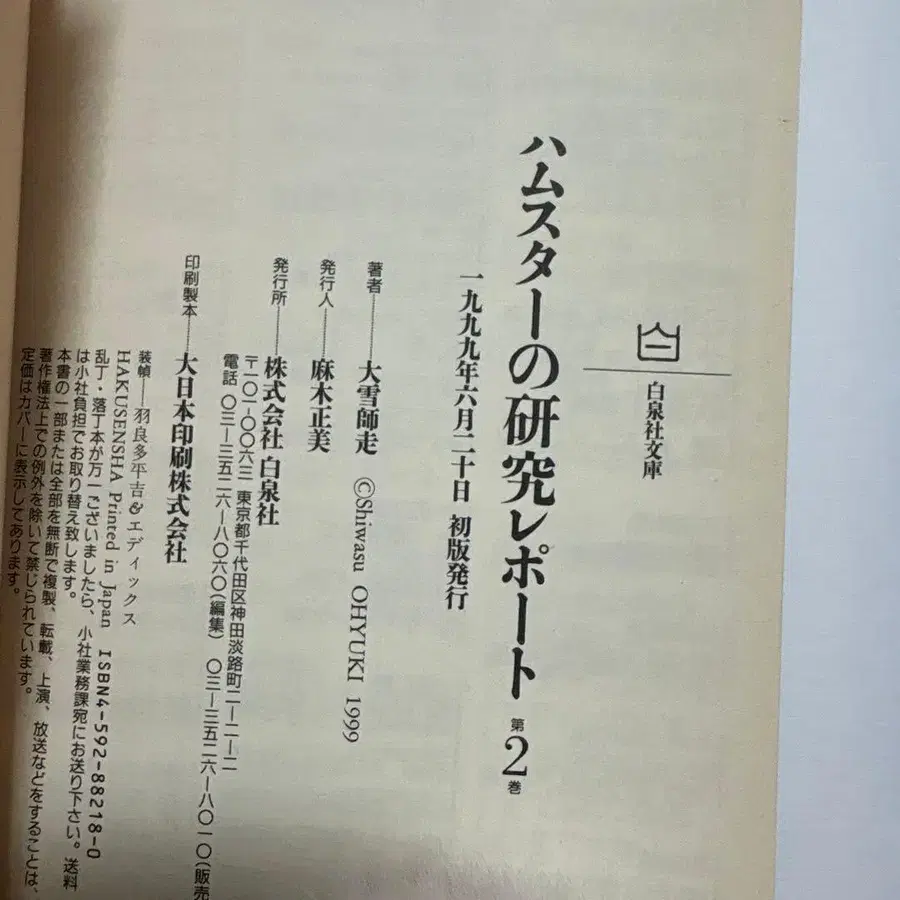 白泉社文庫
ハムスターの研究レポート 第2巻
一九九九年六月二十日 初版発行
著者――大雪師走 ©Shiwasu OHYUKI 1999
発行人――麻木正美
発行所――株式会社 白泉社
〒一〇一-〇〇六三 東京都千代田区神田淡路町二-二-二
電話 〇三-三五二六-八〇六〇(編集) 〇三-三五二六-八〇一〇(販売
印刷製本――大日本印刷株式会社
装幀――羽良多平吉&エディックス
HAKUSENSHA Printed in Japan ISBN4-592-88218-0
乱丁・落丁本が万一ございましたら、小社業務課宛にお送り下さい。送料
は小社負担でお取り替え致します。
本書の一部または全部を無断で複製、転載、上演、放送などをすることは、
著作権法上での例外を除いて禁じられています。
定価はカバーに表示してあります。